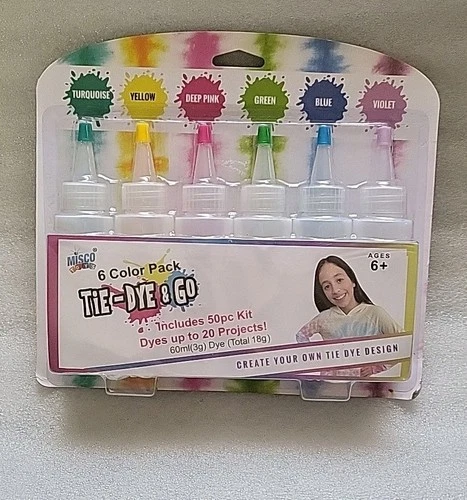 TURQUOISE
YELLOW
DEEP PINK
GREEN
BLUE
VIOLET
MISCO
AGES
6+
6 Color Pack
TiE-DYE & GO
Includes 50pc Kit
Dyes up to 20 Projects!
60ml(3g) Dye (Total 18g)
CREATE YOUR OWN TIE DYE DESIGN